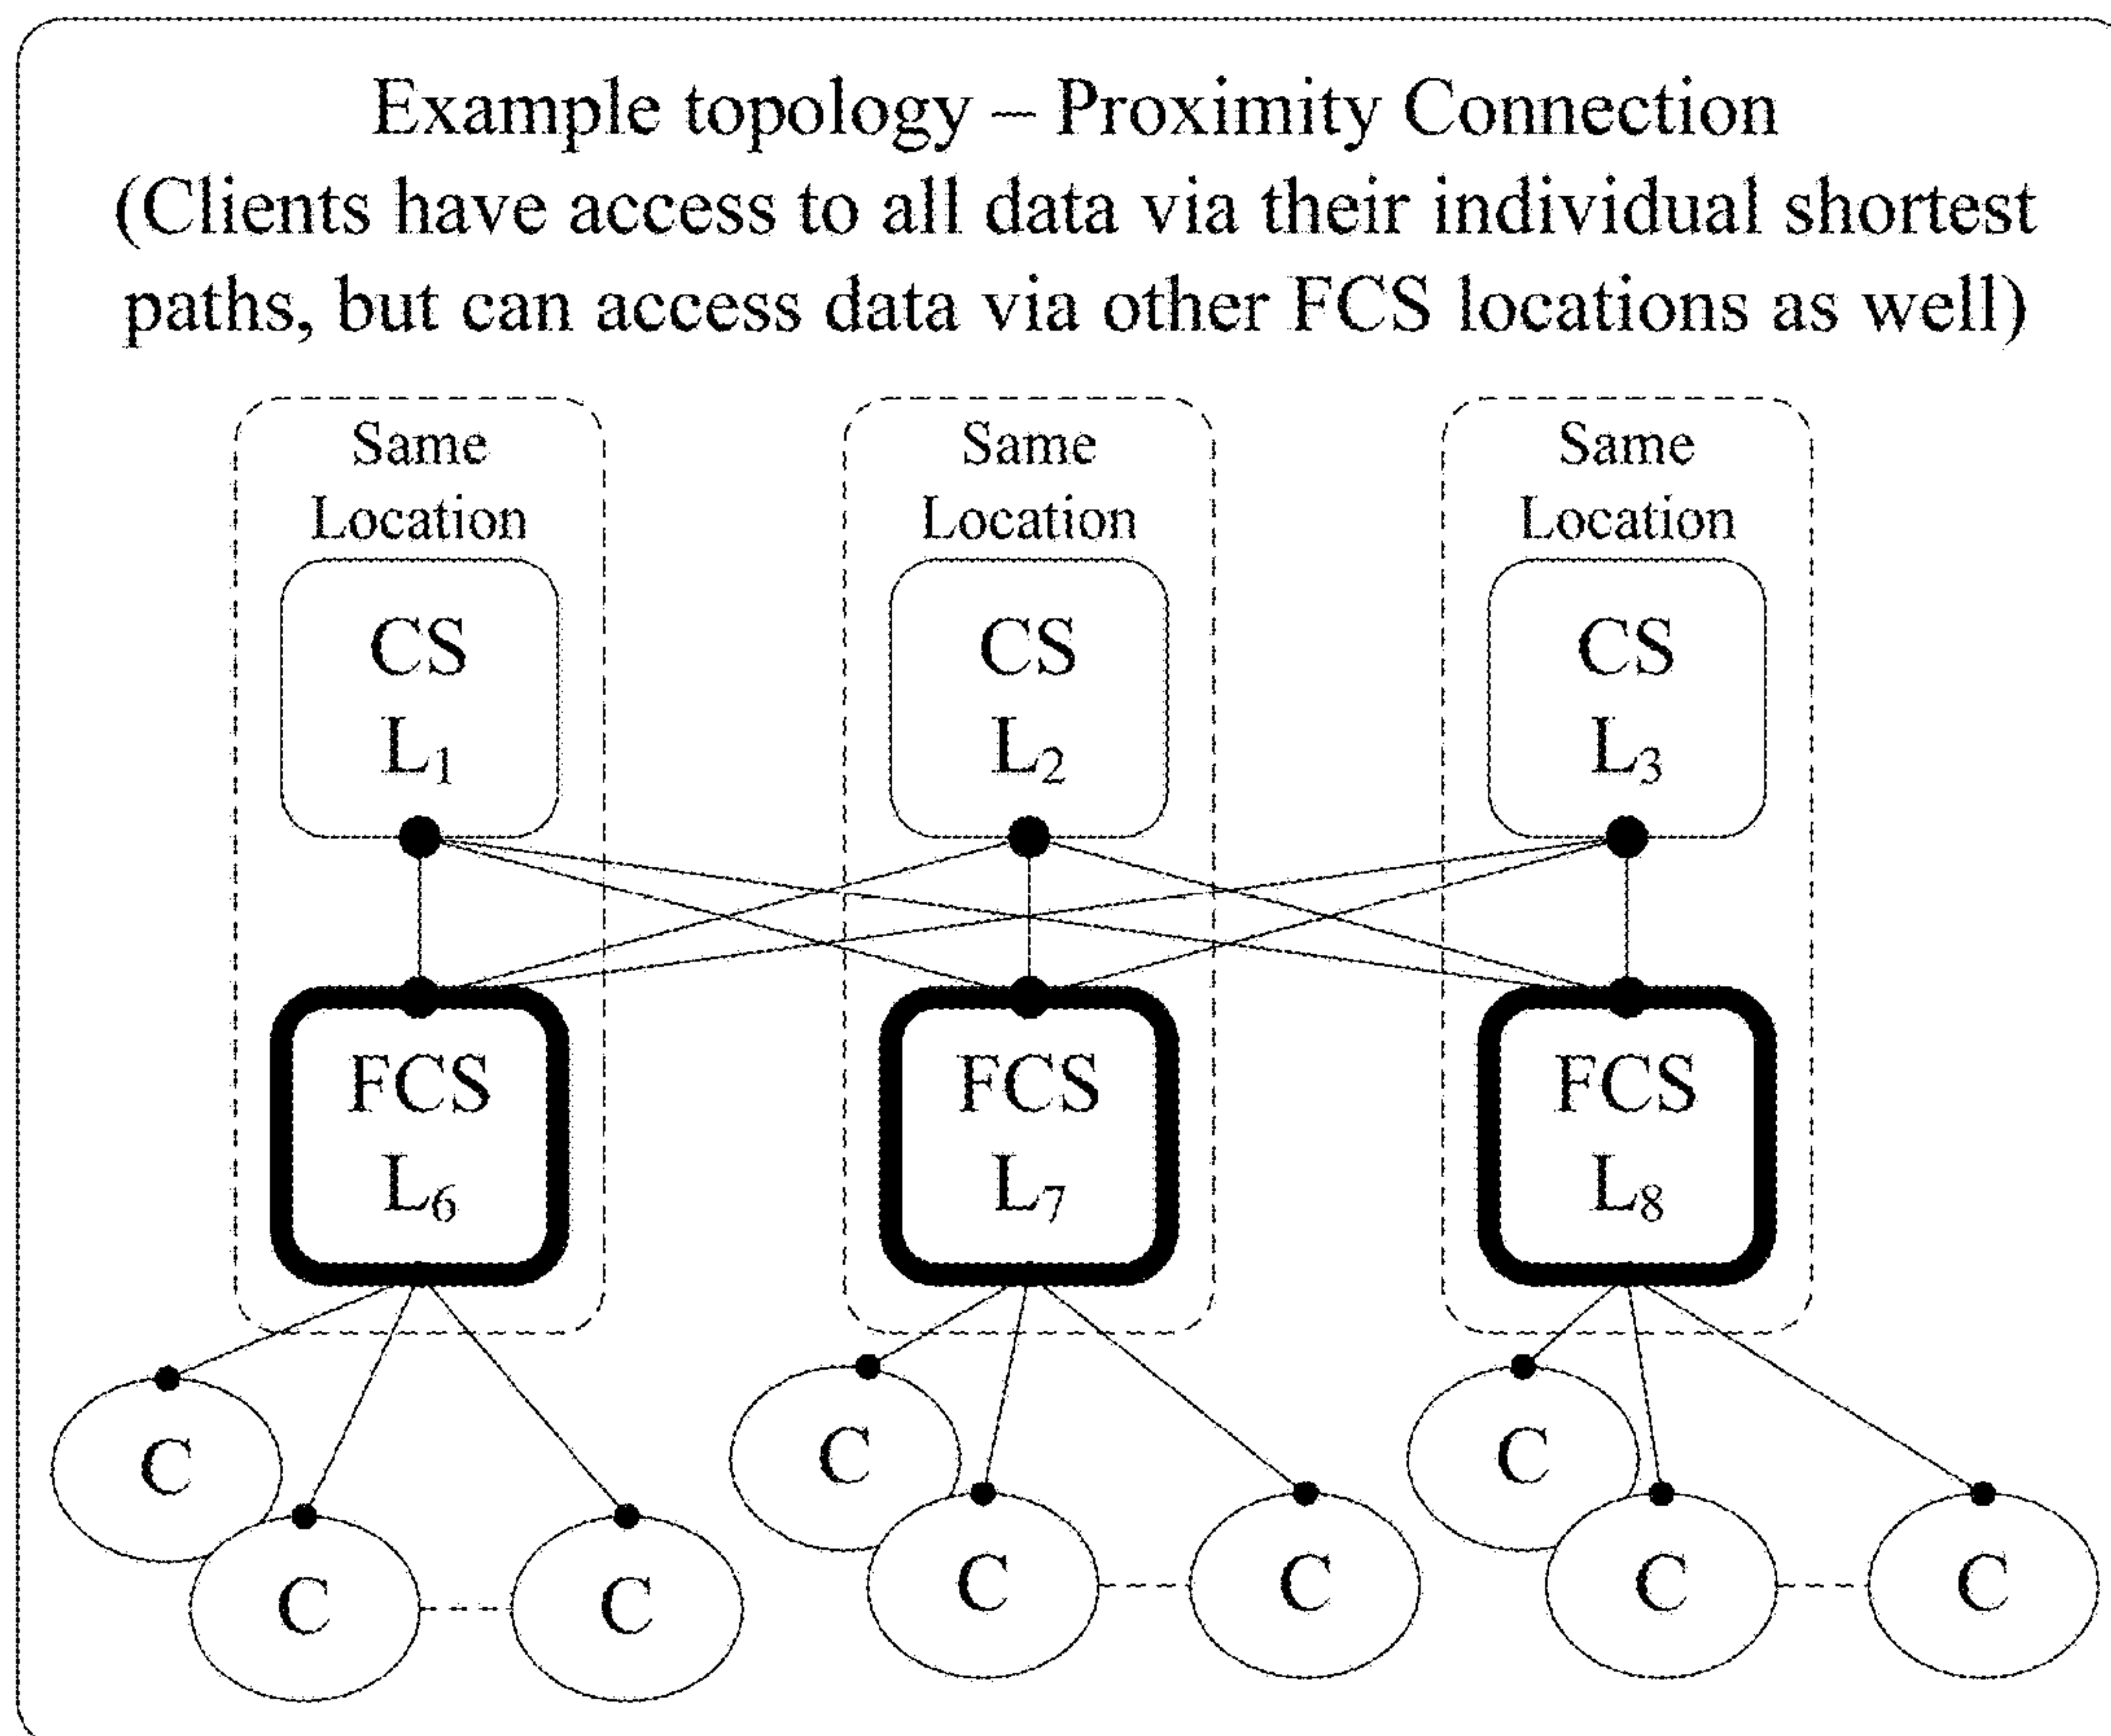 Example topology – Proximity Connection
(Clients have access to all data via their individual shortest
paths, but can access data via other FCS locations as well)
Same
Location
CS
L₁
Same
Location
CS
L₂
Same
Location
CS
L₃
FCS
L₆
FCS
L₇
FCS
L₈
C
C
C
C
C
C
C
C
C